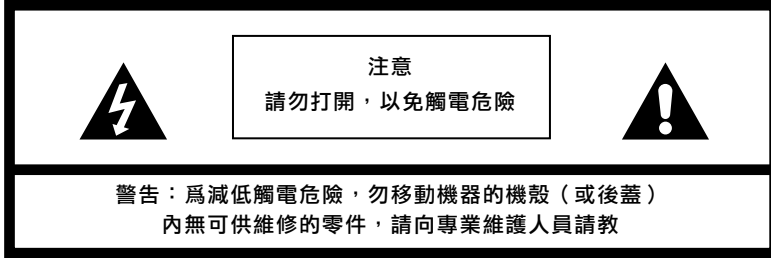 注意
請勿打開，以免觸電危險
警告：爲減低觸電危險，勿移動機器的機殼（或後蓋）
內無可供維修的零件，請向專業維護人員請教